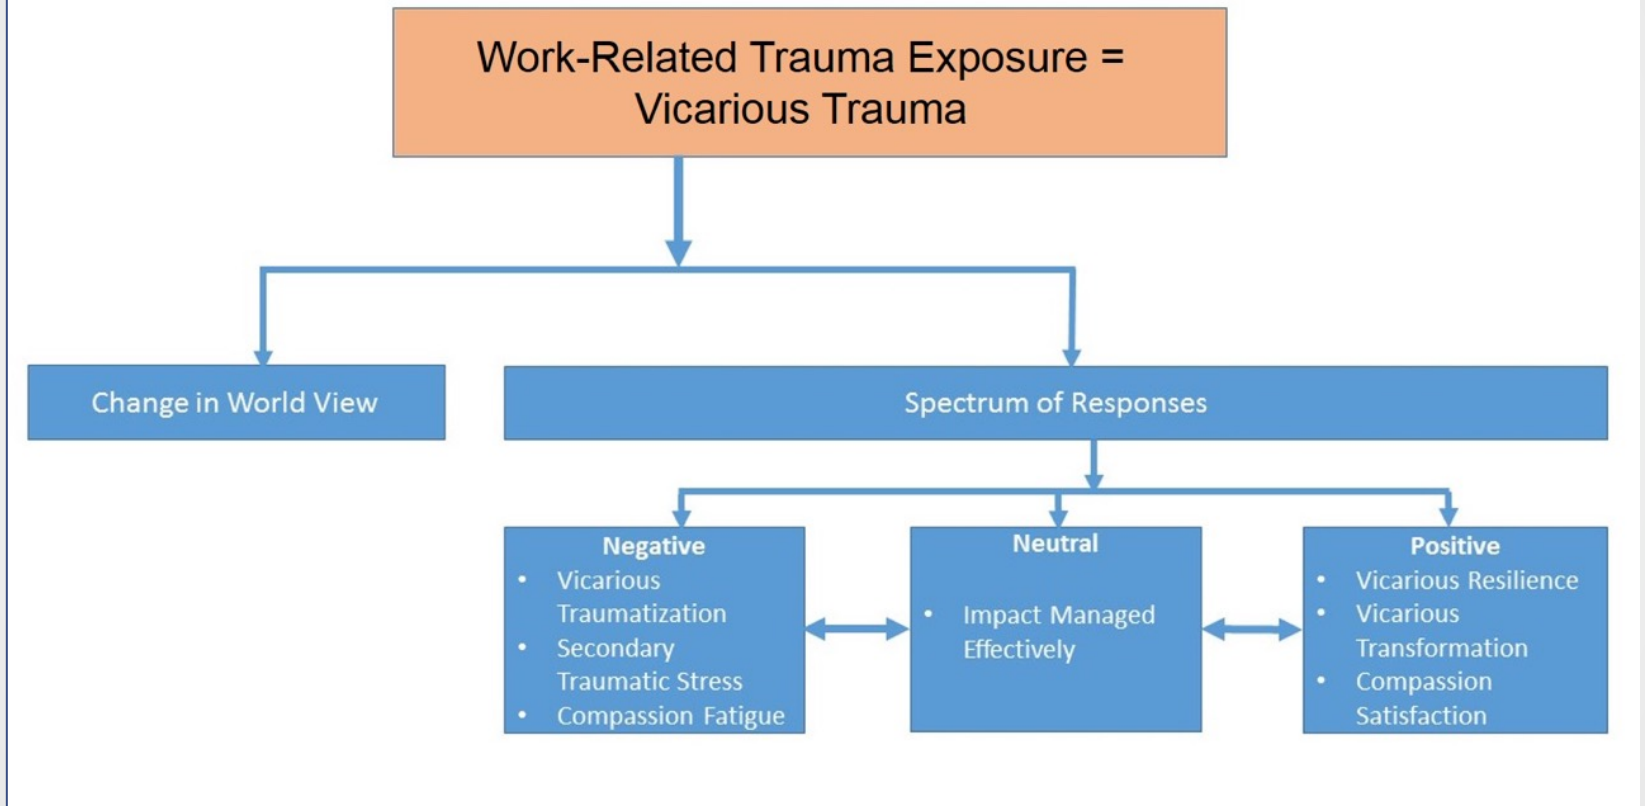 Work-Related Trauma Exposure =
Vicarious Trauma
Change in World View
Spectrum of Responses
Negative
• Vicarious
Traumatization
• Secondary
Traumatic Stress
• Compassion Fatigue
Neutral
• Impact Managed
Effectively
Positive
• Vicarious Resilience
• Vicarious
Transformation
• Compassion
Satisfaction